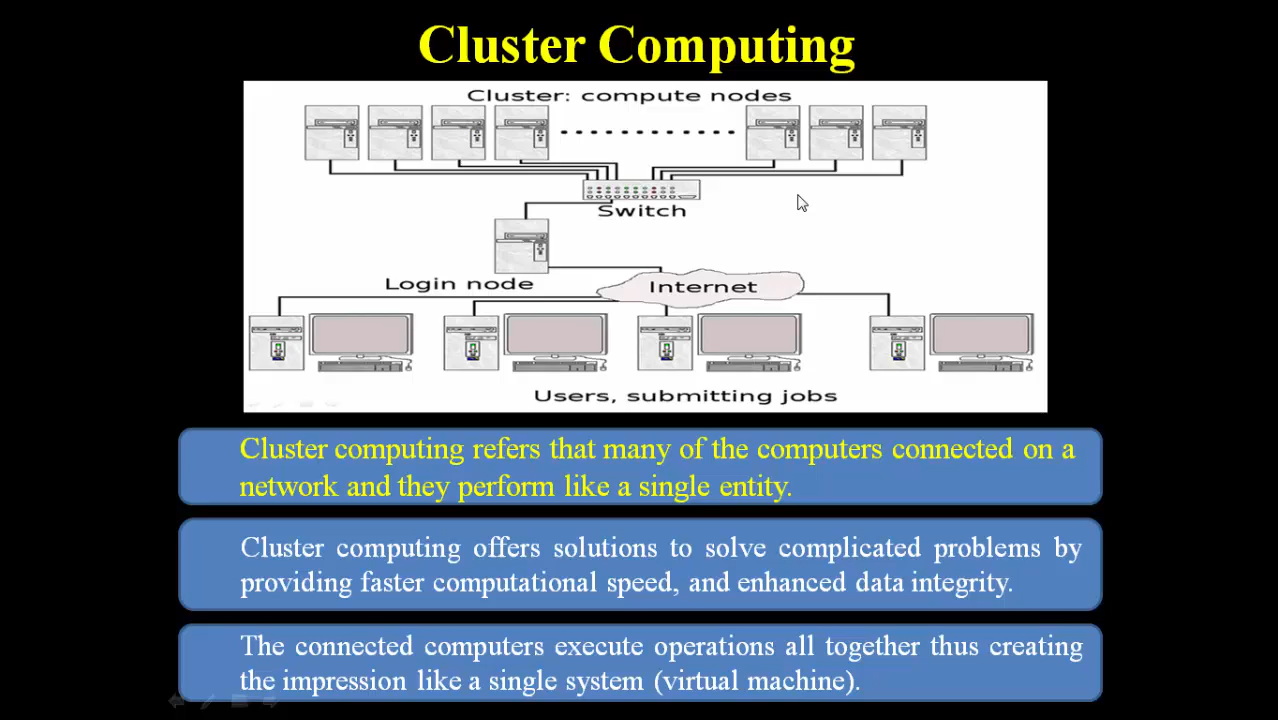 Cluster Computing
Cluster: compute nodes
Switch
Login node
Internet
Users, submitting jobs
Cluster computing refers that many of the computers connected on a
network and they perform like a single entity.
Cluster computing offers solutions to solve complicated problems by
providing faster computational speed, and enhanced data integrity.
The connected computers execute operations all together thus creating
the impression like a single system (virtual machine).